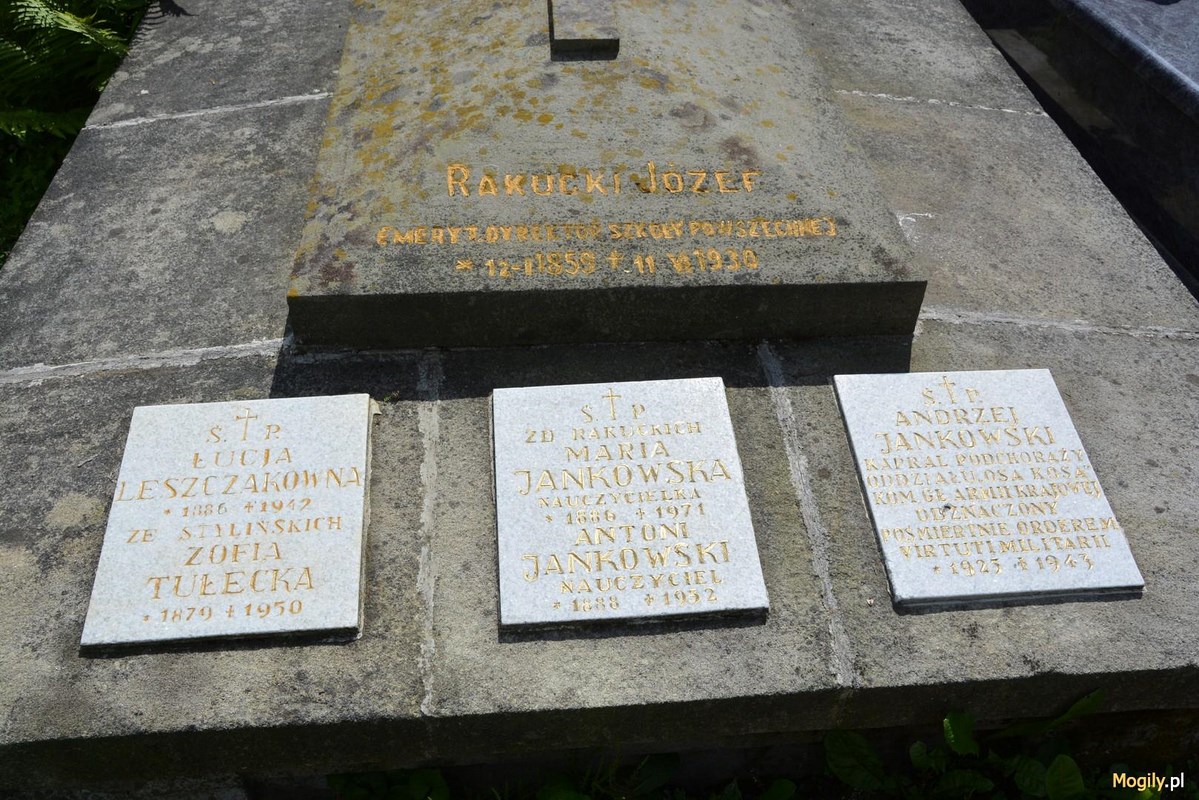 RAKUCKI JÓZEF
EMERYT. DYREKTOR SZKOŁY POWSZECHNEJ
* 12-I 1859 + 11 VI 1930
Ś. P.
ŁUCJA
LESZCZAKÓWNA
* 1886 + 1942
ZE STYLIŃSKICH
ZOFIA
TUŁECKA
* 1879 + 1950
Ś P.
ZD RAKUCKICH
MARIA
JANKOWSKA
NAUCZYCIELKA
* 1886 + 1971
ANTONI
JANKOWSKI
NAUCZYCIEL
* 1888 + 1952
Ś. P.
ANDRZEJ
JANKOWSKI
KAPRAL PODCHORĄŻY
ODDZIAŁU „OSA” „KOSA”
KOM. GŁ. ARMII KRAJOWEJ
ODZNACZONY
POŚMIERTNIE ORDEREM
VIRTUTI MILITARII
* 1923 + 1943
Mogily.pl